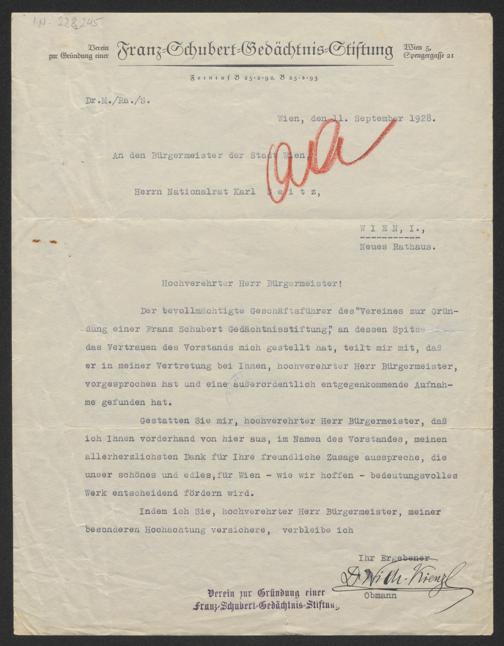 I.N. 228245
Verein
zur Gründung einer
Franz-Schubert-Gedächtnis-Stiftung
Wien 5,
Spengergasse 21
Fernruf B 25-2-92, B 25-2-93
Dr.M./Ra./S.
Wien, den 11. September 1928.
An den Bürgermeister der Stadt Wien
Herrn Nationalrat Karl S e i t z,
W I E N, I.,
Neues Rathaus.
Hochverehrter Herr Bürgermeister!
Der bevollmächtigte Geschäftsführer des "Vereines zur Grün-
dung einer Franz Schubert Gedächtnisstiftung", an dessen Spitze
das Vertrauen des Vorstands mich gestellt hat, teilt mir mit, daß
er in meiner Vertretung bei Ihnen, hochverehrter Herr Bürgermeister,
vorgesprochen hat und eine außerordentlich entgegenkommende Aufnah-
me gefunden hat.
Gestatten Sie mir, hochverehrter Herr Bürgermeister, daß
ich Ihnen vorderhand von hier aus, im Namen des Vorstandes, meinen
allerherzlichsten Dank für Ihre freundliche Zusage ausspreche, die
unser schönes und edles, für Wien - wie wir hoffen - bedeutungsvolles
Werk entscheidend fördern wird.
Indem ich Sie, hochverehrter Herr Bürgermeister, meiner
besonderen Hochachtung versichere, verbleibe ich
Ihr Ergebener
Dr Wilh. Kienzl
Obmann
Verein zur Gründung einer
Franz-Schubert-Gedächtnis-Stiftung